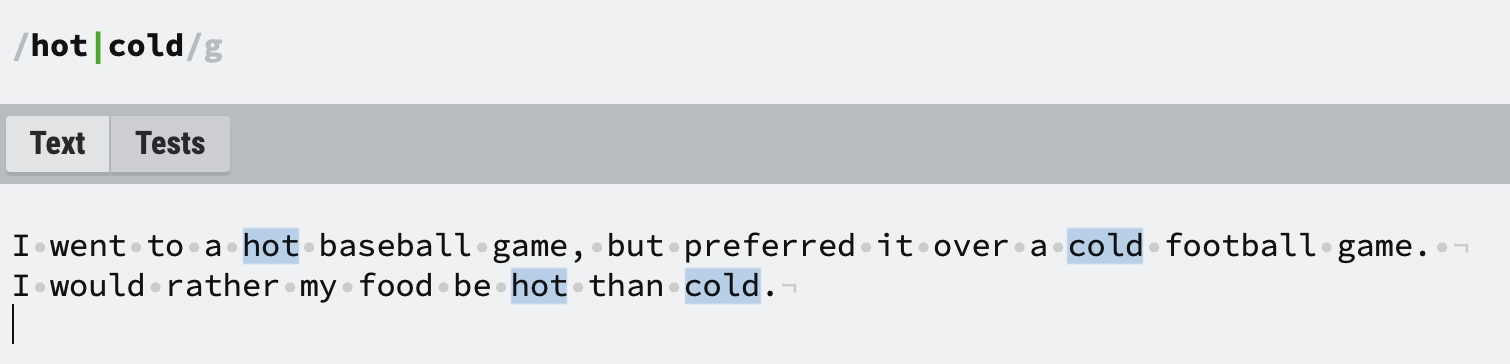 /hot|cold/g
Text Tests
I·went·to·a·hot·baseball·game,·but·preferred·it·over·a·cold·football·game.·¬
I·would·rather·my·food·be·hot·than·cold.¬